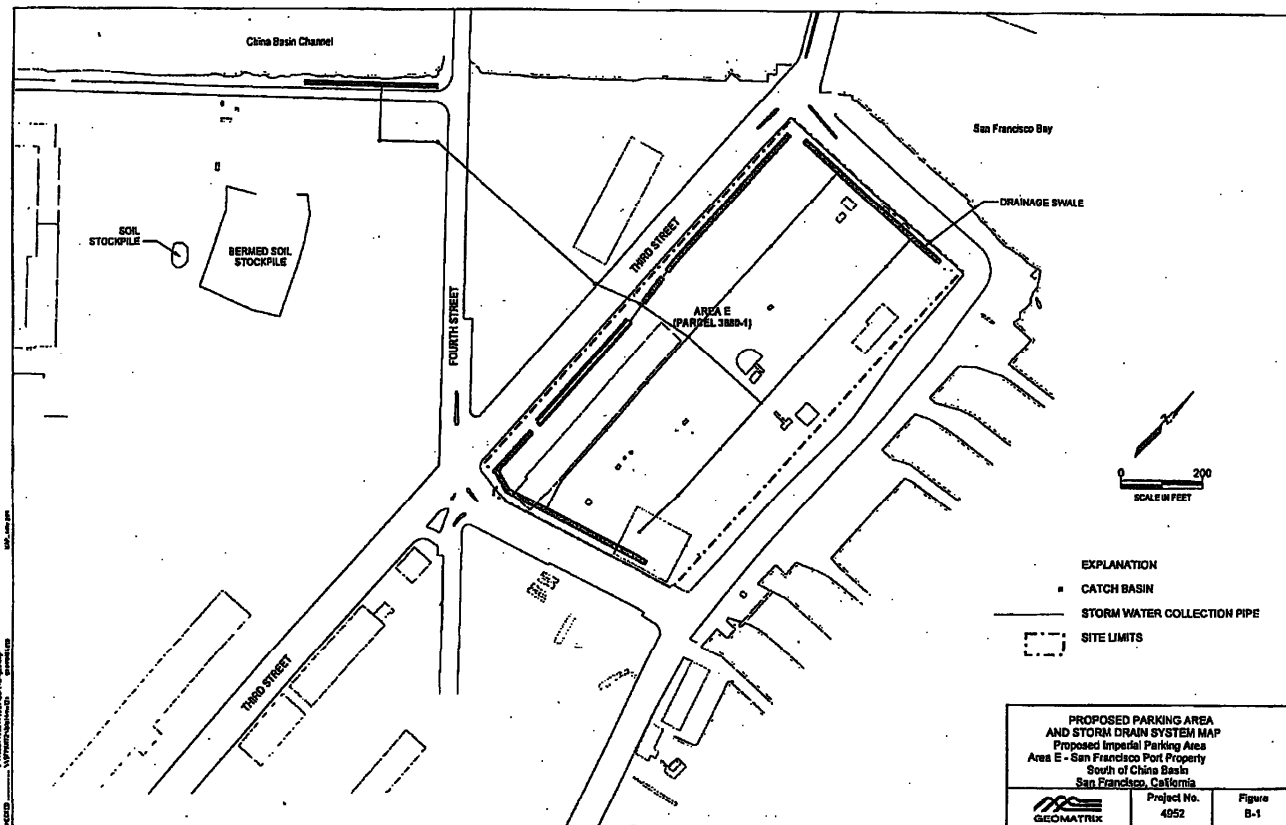 China Basin Channel
San Francisco Bay
DRAINAGE SWALE
SOIL
STOCKPILE
BERMED SOIL
STOCKPILE
THIRD STREET
FOURTH STREET
AREA E
(PARCEL 3880-1)
0 200
SCALE IN FEET
EXPLANATION
CATCH BASIN
STORM WATER COLLECTION PIPE
SITE LIMITS
THIRD STREET
PROPOSED PARKING AREA
AND STORM DRAIN SYSTEM MAP
Proposed Imperial Parking Area
Area E - San Francisco Port Property
South of China Basin
San Francisco, California
GEOMATRIX
Project No.
4952
Figure
B-1